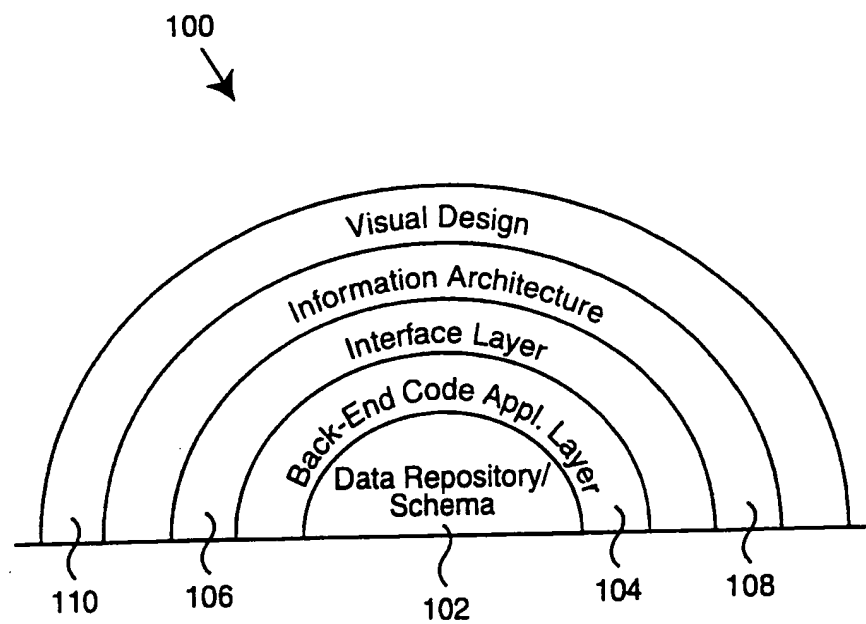 100
Visual Design
Information Architecture
Interface Layer
Back-End Code Appl. Layer
Data Repository/
Schema
110
106
102
104
108